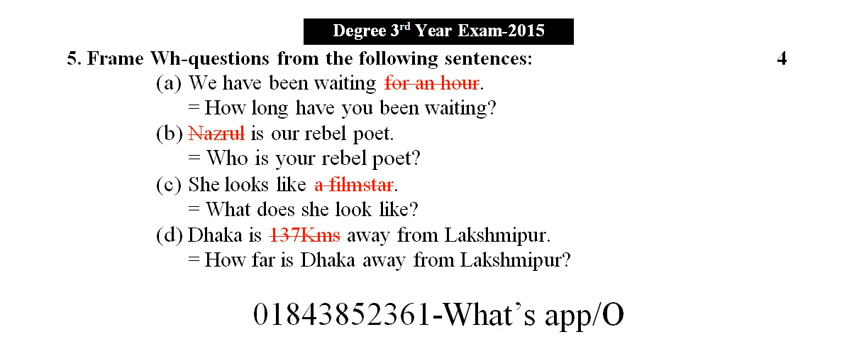 Degree 3rd Year Exam-2015
5. Frame Wh-questions from the following sentences: 4
(a) We have been waiting for an hour.
= How long have you been waiting?
(b) Nazrul is our rebel poet.
= Who is your rebel poet?
(c) She looks like a filmstar.
= What does she look like?
(d) Dhaka is 137Kms away from Lakshmipur.
= How far is Dhaka away from Lakshmipur?
01843852361-What’s app/O